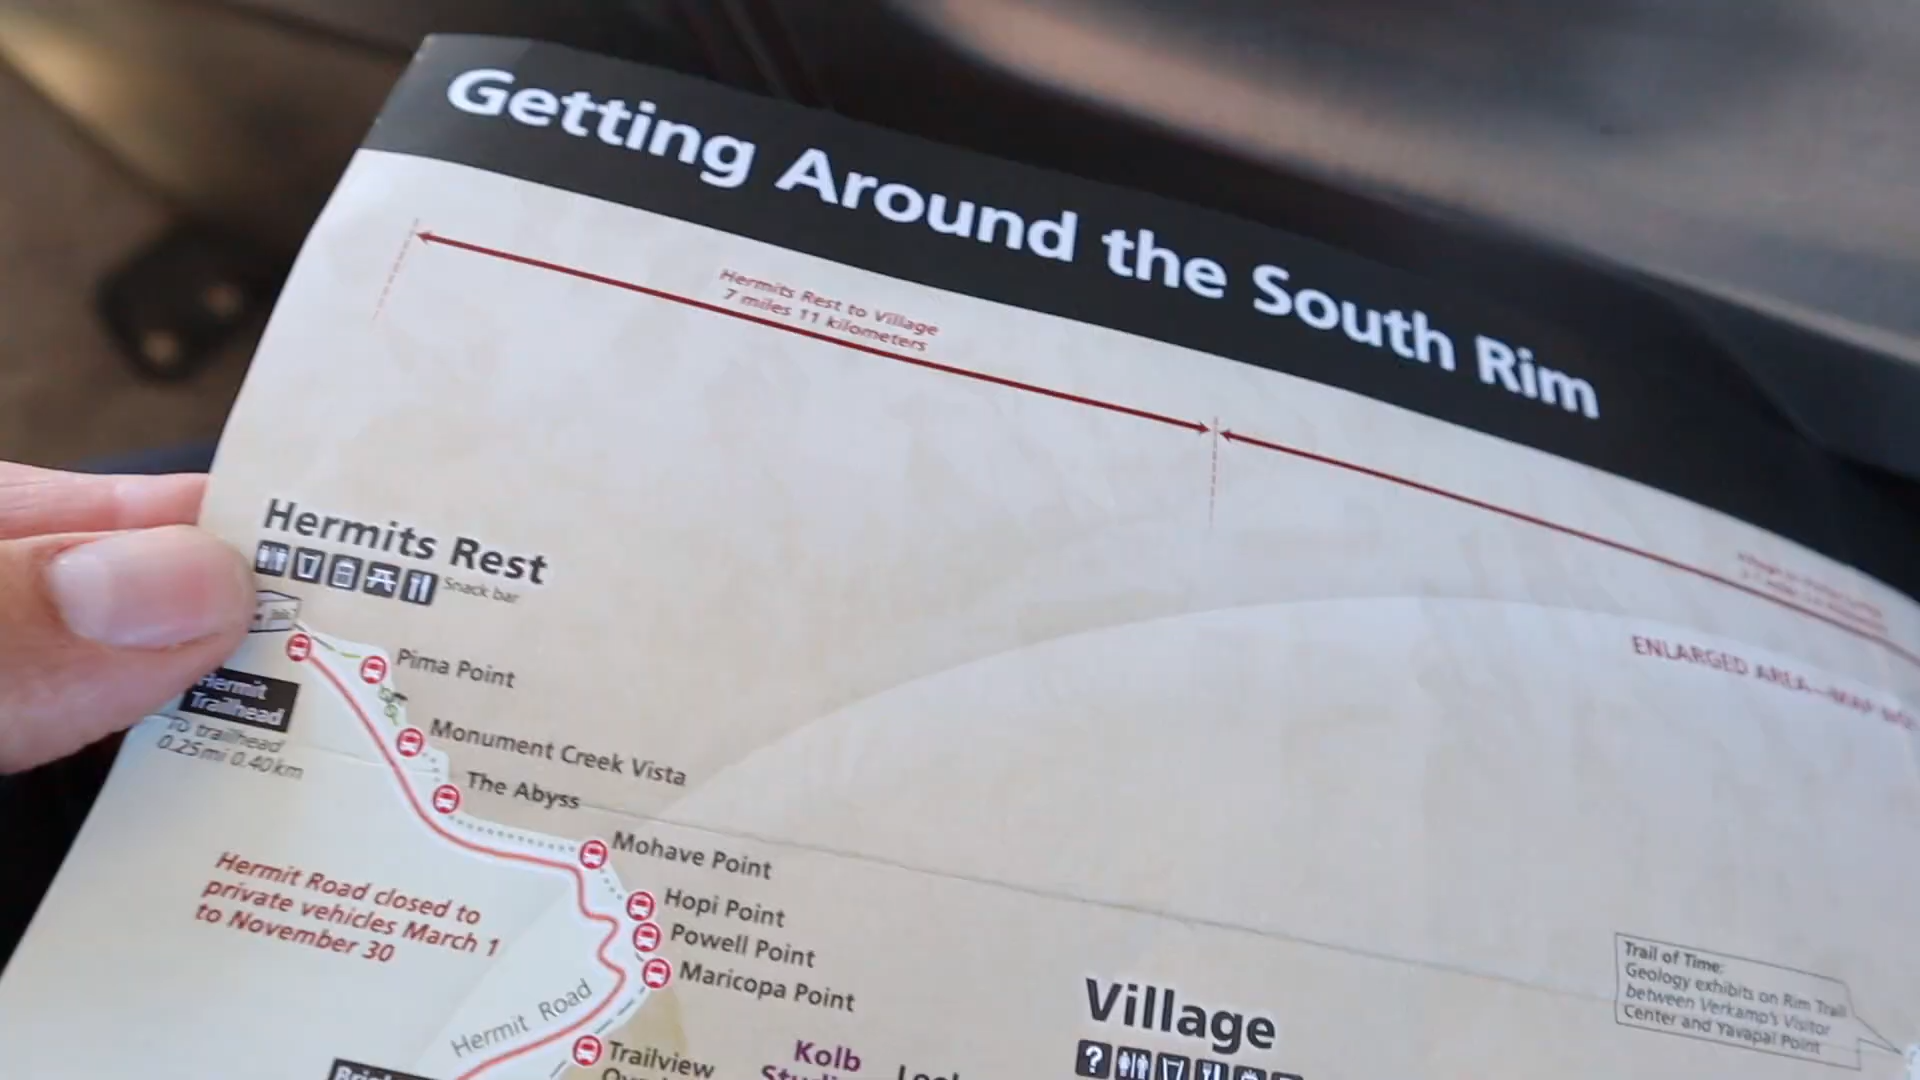 Getting Around the South Rim
Hermits Rest to Village
7 miles 11 kilometers
Hermits Rest
Snack bar
Pima Point
Hermit
Trailhead
To trailhead
0.25mi 0.40km
Monument Creek Vista
The Abyss
Mohave Point
Hopi Point
Powell Point
Maricopa Point
Hermit Road closed to
private vehicles March 1
to November 30
Hermit Road
Trailview
Kolb
Village
?
ENLARGED AREA—MAP
Trail of Time:
Geology exhibits on Rim Trail
between Verkamp's Visitor
Center and Yavapai Point